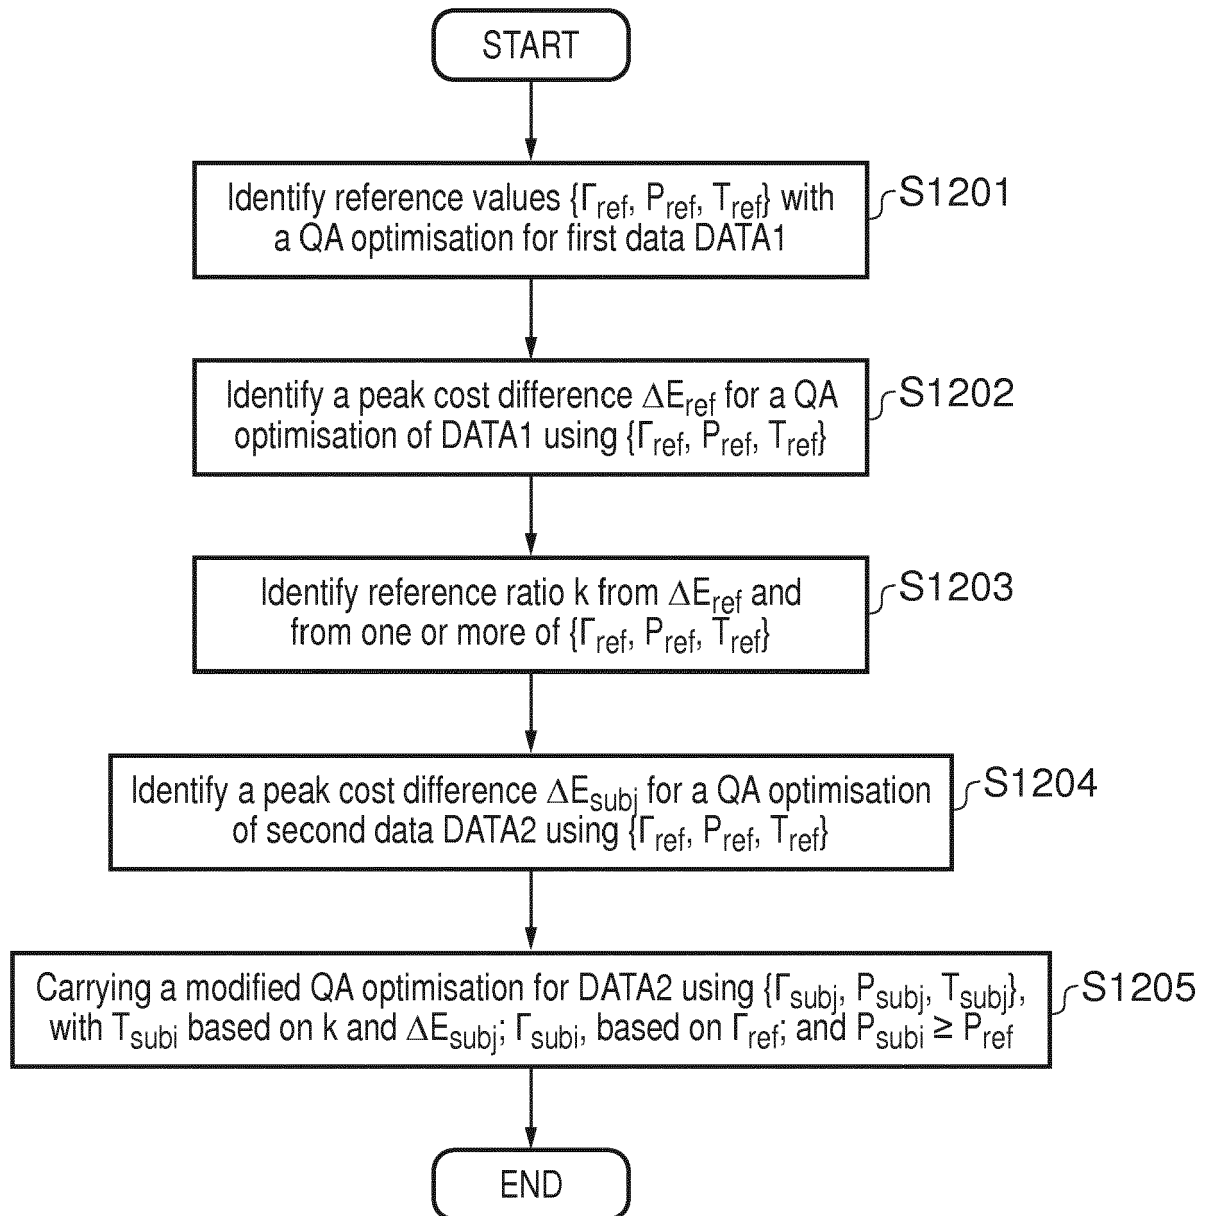 START
Identify reference values {Γref, Pref, Tref} with
a QA optimisation for first data DATA1
S1201
Identify a peak cost difference ΔEref for a QA
optimisation of DATA1 using {Γref, Pref, Tref}
S1202
Identify reference ratio k from ΔEref and
from one or more of {Γref, Pref, Tref}
S1203
Identify a peak cost difference ΔEsubj for a QA optimisation
of second data DATA2 using {Γref, Pref, Tref}
S1204
Carrying a modified QA optimisation for DATA2 using {Γsubj, Psubj, Tsubj},
with Tsubi based on k and ΔEsubj; Γsubi, based on Γref; and Psubi ≥ Pref
S1205
END